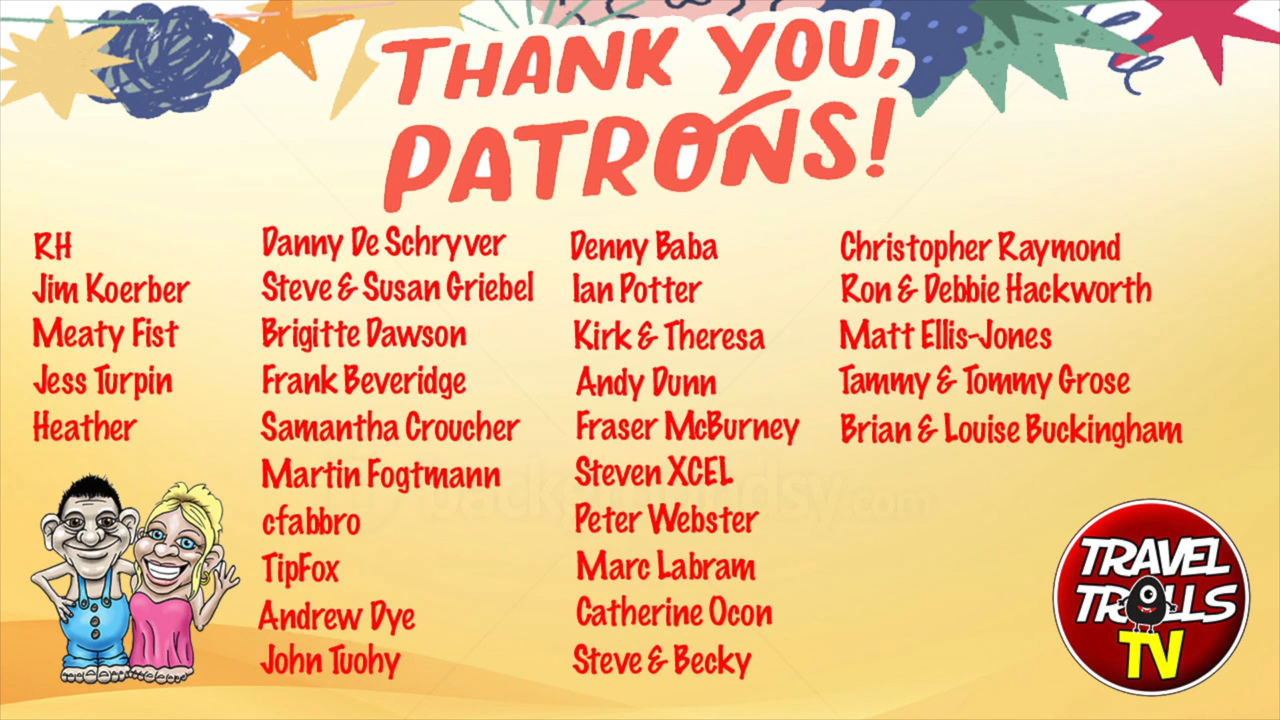 THANK YOU,
PATRONS!
RH
Jim Koerber
Meaty Fist
Jess Turpin
Heather
Danny De Schryver
Steve & Susan Griebel
Brigitte Dawson
Frank Beveridge
Samantha Croucher
Martin Fogtmann
cfabbro
TipFox
Andrew Dye
John Tuohy
Denny Baba
Ian Potter
Kirk & Theresa
Andy Dunn
Fraser McBurney
Steven XCEL
Peter Webster
Marc Labram
Catherine Ocon
Steve & Becky
Christopher Raymond
Ron & Debbie Hackworth
Matt Ellis-Jones
Tammy & Tommy Grose
Brian & Louise Buckingham
TRAVEL
TROLLS
TV